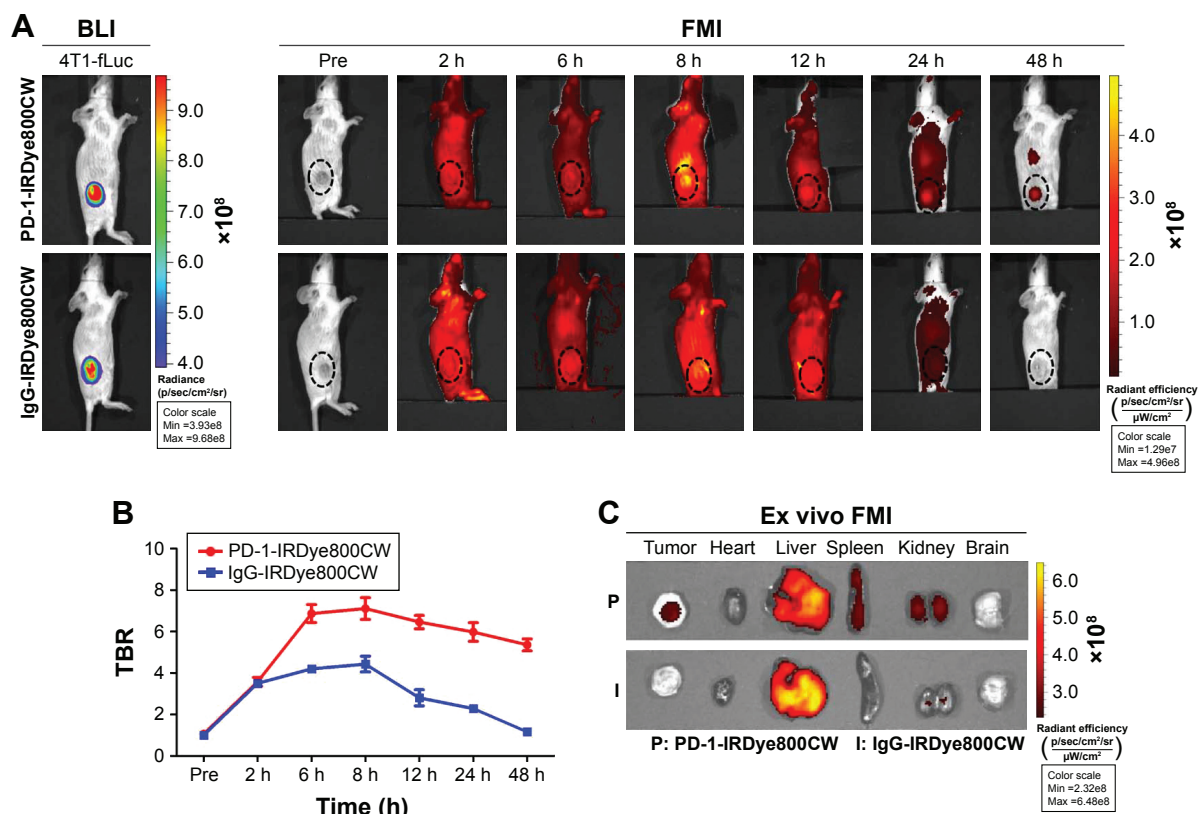 A
BLI
FMI
4T1-fLuc
Pre
2 h
6 h
8 h
12 h
24 h
48 h
PD-1-IRDye800CW
IgG-IRDye800CW
9.0
8.0
7.0
6.0
5.0
4.0
×10⁸
Radiance
(p/sec/cm²/sr)
Color scale
Min =3.93e8
Max =9.68e8
4.0
3.0
2.0
1.0
×10⁸
Radiant efficiency
(p/sec/cm²/sr
µW/cm²)
Color scale
Min =1.29e7
Max =4.96e8
B
PD-1-IRDye800CW
IgG-IRDye800CW
TBR
10
8
6
4
2
0
Pre
2 h
6 h
8 h
12 h
24 h
48 h
Time (h)
C
Ex vivo FMI
Tumor
Heart
Liver
Spleen
Kidney
Brain
P
I
P: PD-1-IRDye800CW
I: IgG-IRDye800CW
6.0
5.0
4.0
3.0
×10⁸
Radiant efficiency
(p/sec/cm²/sr
µW/cm²)
Color scale
Min =2.32e8
Max =6.48e8